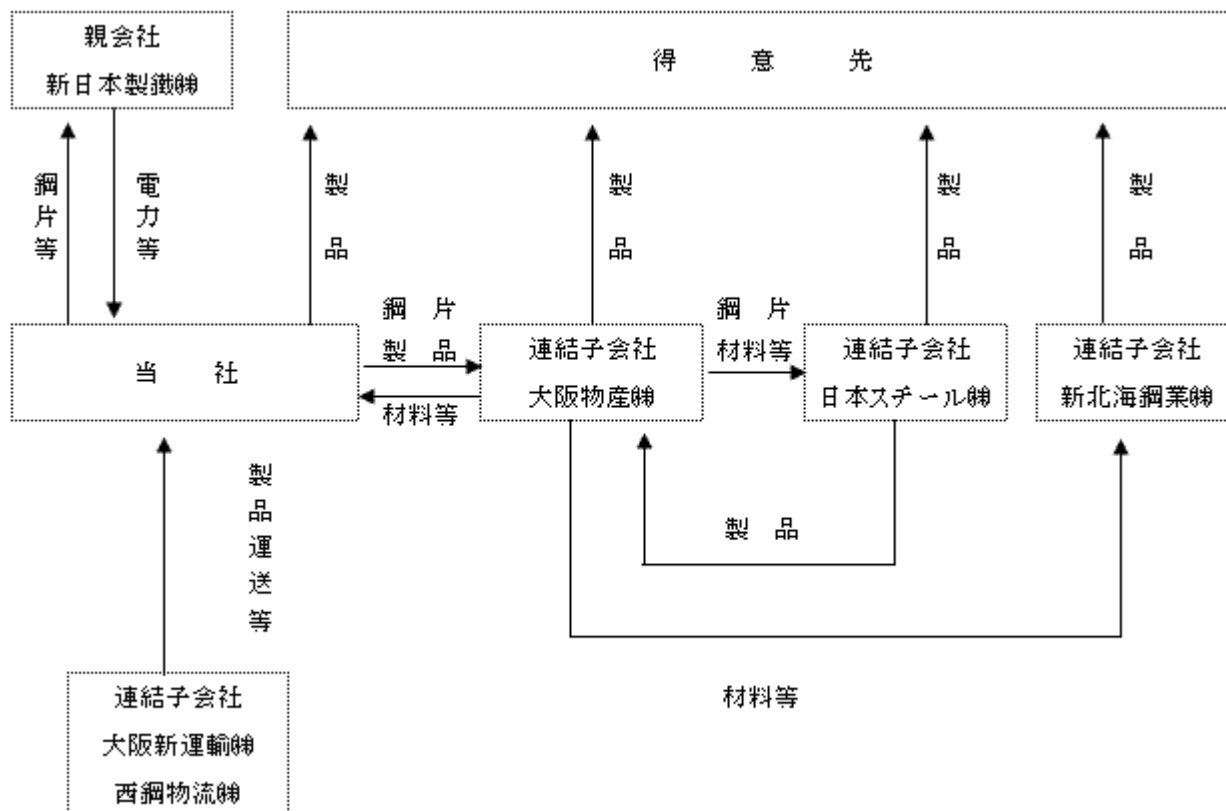 親会社
新日本製鐵㈱
得意先
鋼片等
電力等
製品
製品
製品
製品
当社
鋼片
製品
材料等
連結子会社
大阪物産㈱
鋼片
材料等
連結子会社
日本スチール㈱
連結子会社
新北海鋼業㈱
製品運送等
製品
材料等
連結子会社
大阪新運輸㈱
西鋼物流㈱